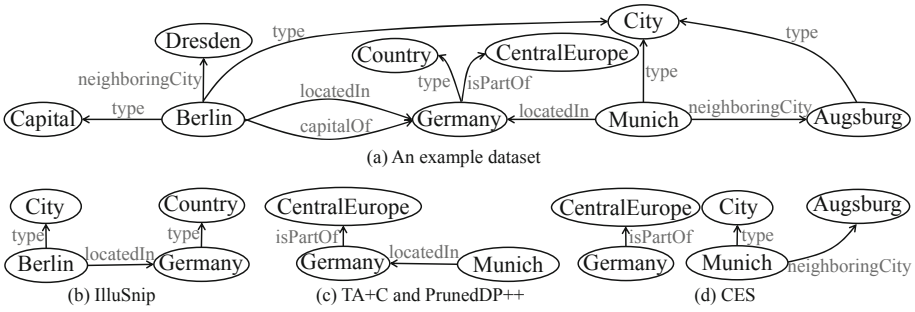 City
type
type
Dresden
Country
CentralEurope
neighboringCity
type
isPartOf
type
locatedIn
Capital
type
Berlin
capitalOf
Germany
locatedIn
Munich
neighboringCity
Augsburg
(a) An example dataset
City
Country
type
type
locatedIn
Berlin
Germany
(b) IlluSnip
CentralEurope
isPartOf
locatedIn
Germany
Munich
(c) TA+C and PrunedDP++
CentralEurope
City
Augsburg
isPartOf
type
Germany
Munich
neighboringCity
(d) CES